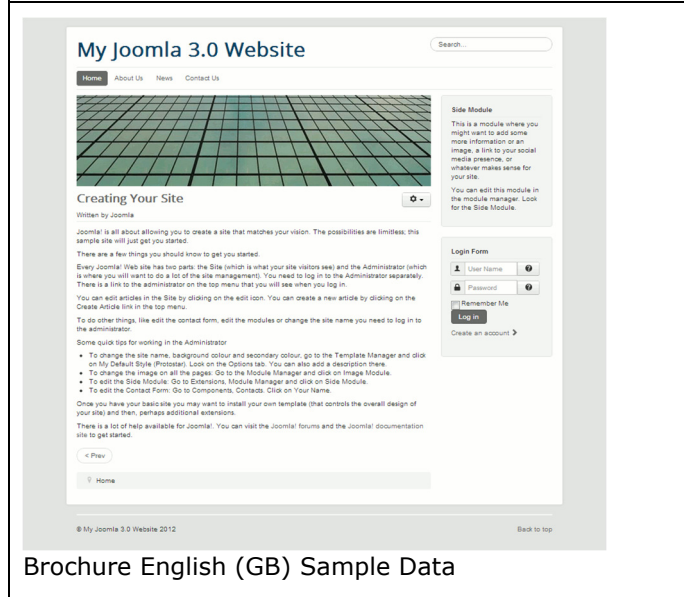 My Joomla 3.0 Website
Search...
Home About Us News Contact Us
Creating Your Site
Written by Joomla
Joomla! is all about allowing you to create a site that matches your vision. The possibilities are limitless; this
sample site will just get you started.
There are a few things you should know to get you started.
Every Joomla! Web site has two parts: the Site (which is what your site visitors see) and the Administrator (which
is where you will want to do a lot of the site management). You need to log in to the Administrator separately.
There is a link to the administrator on the top menu that you will see when you log in.
You can edit articles in the Site by clicking on the edit icon. You can create a new article by clicking on the
Create Article link in the top menu.
To do other things, like edit the contact form, edit the modules or change the site name you need to log in to
the administrator.
Some quick tips for working in the Administrator
• To change the site name, background colour and secondary colour, go to the Template Manager and click
on My Default Style (Protostar). Look on the Options tab. You can also add a description there.
• To change the image on all the pages: Go to the Module Manager and click on Image Module.
• To edit the Side Module: Go to Extensions, Module Manager and click on Side Module.
• To edit the Contact Form: Go to Components, Contacts. Click on Your Name.
Once you have your basic site you may want to install your own template (that controls the overall design of
your site) and then, perhaps additional extensions.
There is a lot of help available for Joomla!. You can visit the Joomla! forums and the Joomla! documentation
site to get started.
< Prev
Home
Side Module
This is a module where you
might want to add some
more information or an
image, a link to your social
media presence, or
whatever makes sense for
your site.
You can edit this module in
the module manager. Look
for the Side Module.
Login Form
User Name
Password
Remember Me
Log in
Create an account
© My Joomla 3.0 Website 2012
Back to top
Brochure English (GB) Sample Data